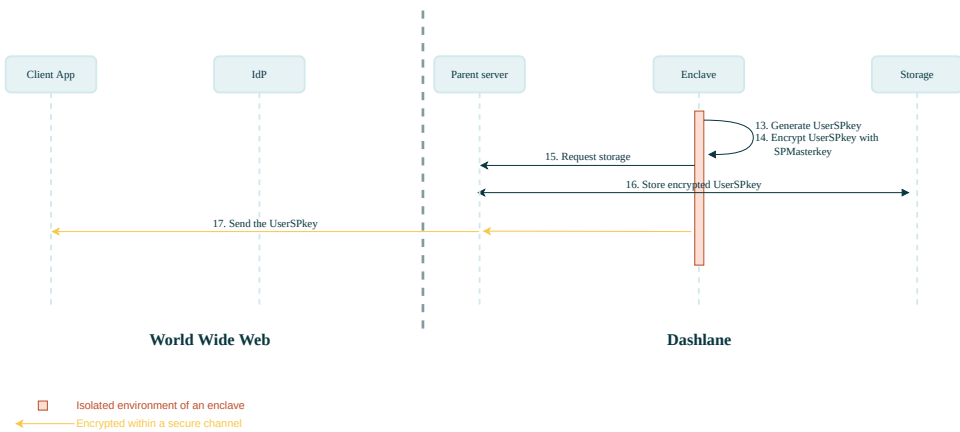 Client App
IdP
Parent server
Enclave
Storage
13. Generate UserSPkey
14. Encrypt UserSPkey with
SPMasterkey
15. Request storage
16. Store encrypted UserSPkey
17. Send the UserSPkey
World Wide Web
Dashlane
Isolated environment of an enclave
Encrypted within a secure channel